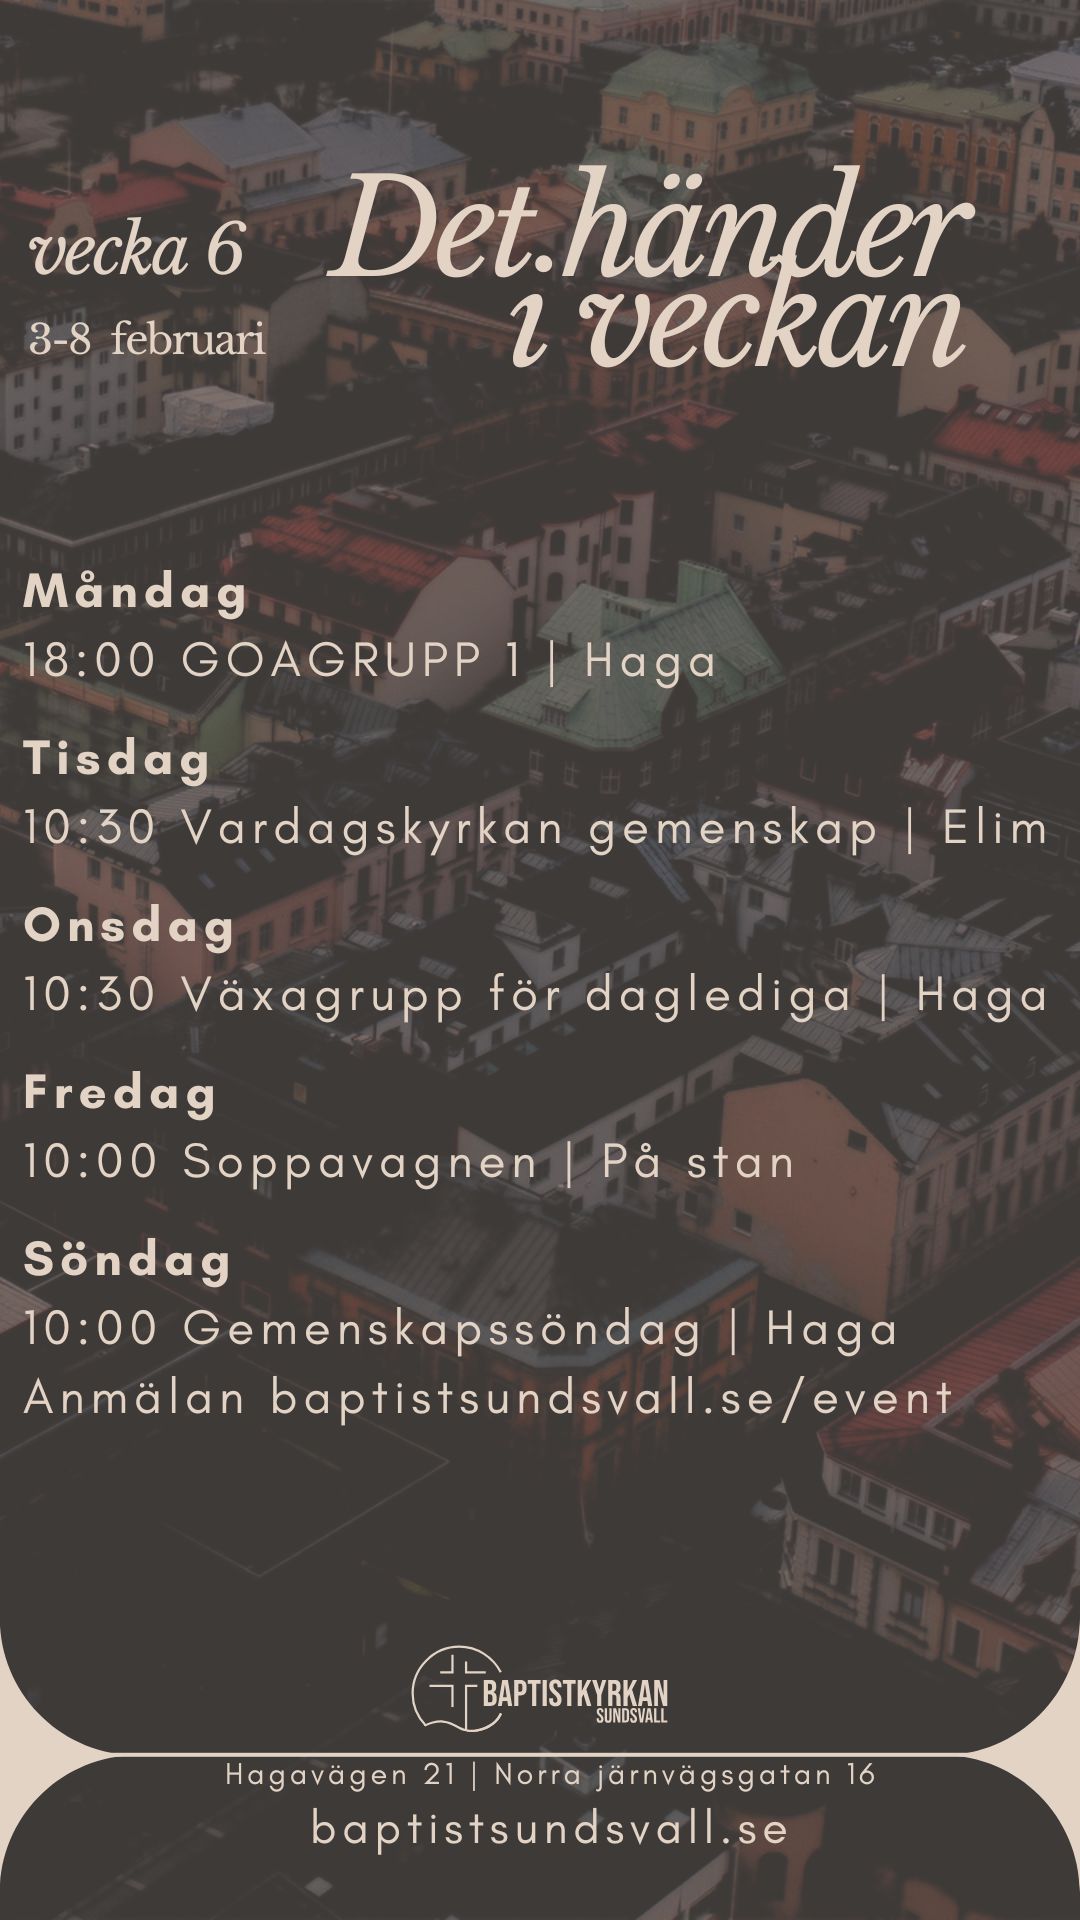 vecka 6
3-8 februari
Det.händer
i veckan
Måndag
18:00 GOAGRUPP 1 | Haga
Tisdag
10:30 Vardagskyrkan gemenskap | Elim
Onsdag
10:30 Växagrupp för daglediga | Haga
Fredag
10:00 Soppavagnen | På stan
Söndag
10:00 Gemenskapssöndag | Haga
Anmälan baptistsundsvall.se/event
BAPTISTKYRKAN
SUNDSVALL
Hagavägen 21 | Norra järnvägsgatan 16
baptistsundsvall.se